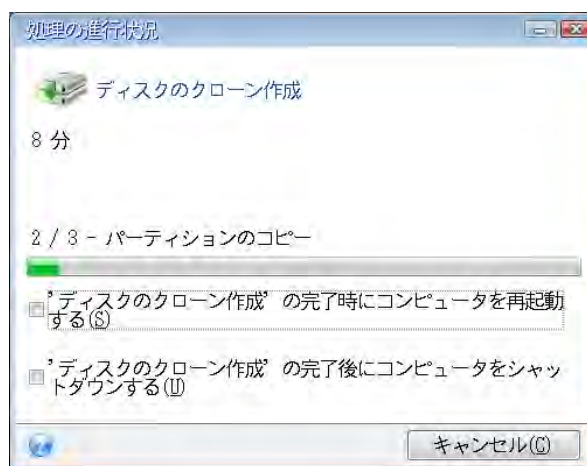 処理の進行状況
ディスクのクローン作成
8 分
2 / 3 - パーティションのコピー
'ディスクのクローン作成' の完了時にコンピュータを再起動
する(S)
'ディスクのクローン作成' の完了後にコンピュータをシャッ
トダウンする(U)
キャンセル(C)